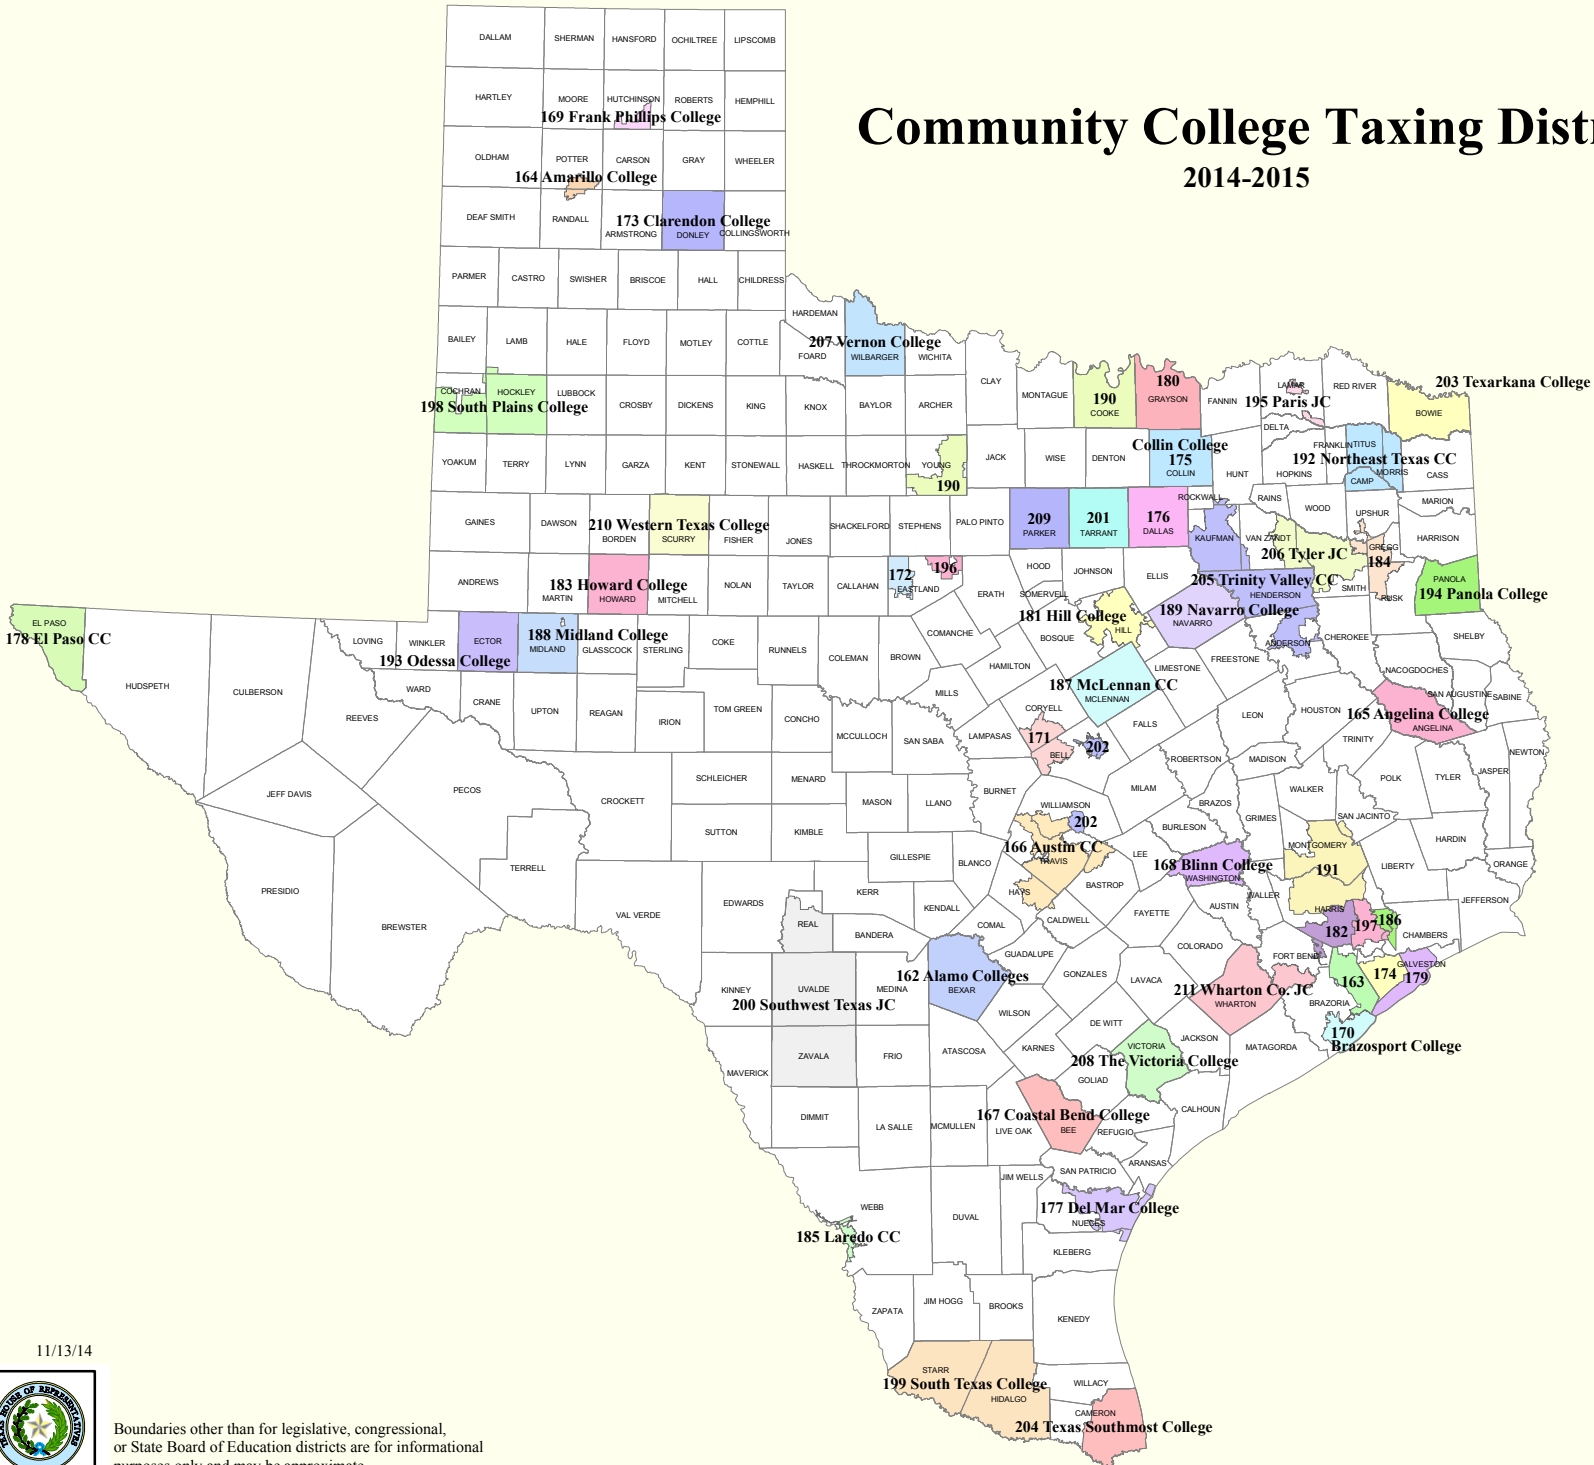 Community College Taxing Distri
2014-2015
DALLAM
SHERMAN
HANSFORD
OCHILTREE
LIPSCOMB
HARTLEY
MOORE
HUTCHINSON
ROBERTS
HEMPHILL
169 Frank Phillips College
OLDHAM
POTTER
CARSON
GRAY
WHEELER
164 Amarillo College
DEAF SMITH
RANDALL
173 Clarendon College
ARMSTRONG
DONLEY
COLLINGSWORTH
PARMER
CASTRO
SWISHER
BRISCOE
HALL
CHILDRESS
HARDEMAN
BAILEY
LAMB
HALE
FLOYD
MOTLEY
COTTLE
207 Vernon College
FOARD
WILBARGER
WICHITA
COCHRAN
HOCKLEY
LUBBOCK
198 South Plains College
CROSBY
DICKENS
KING
KNOX
BAYLOR
ARCHER
CLAY
MONTAGUE
190
COOKE
180
GRAYSON
FANNIN
LAMAR
195 Paris JC
RED RIVER
203 Texarkana College
BOWIE
DELTA
YOAKUM
TERRY
LYNN
GARZA
KENT
STONEWALL
HASKELL
THROCKMORTON
YOUNG
190
JACK
WISE
DENTON
Collin College
175
COLLIN
HUNT
HOPKINS
FRANKLIN
TITUS
192 Northeast Texas CC
MORRIS
CAMP
CASS
MARION
GAINES
DAWSON
210 Western Texas College
BORDEN
SCURRY
FISHER
JONES
SHACKELFORD
STEPHENS
PALO PINTO
209
PARKER
201
TARRANT
176
DALLAS
ROCKWALL
RAINS
WOOD
UPSHUR
KAUFMAN
VAN ZANDT
206 Tyler JC
GREGG
184
HARRISON
ANDREWS
MARTIN
183 Howard College
HOWARD
MITCHELL
NOLAN
TAYLOR
CALLAHAN
172
196
EASTLAND
ERATH
HOOD
SOMERVELL
JOHNSON
ELLIS
205 Trinity Valley CC
HENDERSON
SMITH
RUSK
PANOLA
194 Panola College
EL PASO
178 El Paso CC
HUDSPETH
CULBERSON
LOVING
WINKLER
ECTOR
193 Odessa College
188 Midland College
MIDLAND
GLASSCOCK
STERLING
COKE
RUNNELS
COLEMAN
BROWN
COMANCHE
HAMILTON
181 Hill College
HILL
BOSQUE
189 Navarro College
NAVARRO
ANDERSON
CHEROKEE
SHELBY
NACOGDOCHES
REEVES
WARD
CRANE
UPTON
REAGAN
IRION
TOM GREEN
CONCHO
MCCULLOCH
SAN SABA
MILLS
LAMPASAS
CORYELL
171
BELL
187 McLENNAN CC
MCLENNAN
LIMESTONE
FREESTONE
FALLS
202
LEON
HOUSTON
SAN AUGUSTINE
SABINE
165 Angelina College
ANGELINA
TRINITY
JEFF DAVIS
PECOS
CROCKETT
SCHLEICHER
MENARD
MASON
LLANO
BURNET
WILLIAMSON
202
MILAM
ROBERTSON
MADISON
BRAZOS
WALKER
POLK
TYLER
JASPER
NEWTON
SUTTON
KIMBLE
BURLESON
GRIMES
SAN JACINTO
HARDIN
PRESIDIO
BREWSTER
TERRELL
VAL VERDE
EDWARDS
GILLESPIE
BLANCO
166 Austin CC
TRAVIS
HAYS
LEE
BASTROP
168 Blinn College
WASHINGTON
MONTGOMERY
191
LIBERTY
ORANGE
KERR
KENDALL
REAL
BANDERA
COMAL
CALDWELL
FAYETTE
AUSTIN
WALLER
HARRIS
182
197
186
JEFFERSON
CHAMBERS
KINNEY
UVALDE
MEDINA
200 Southwest Texas JC
162 Alamo Colleges
BEXAR
GUADALUPE
GONZALES
LAVACA
COLORADO
FORT BEND
211 Wharton Co. JC
WHARTON
163
174
GALVESTON
179
BRAZORIA
170
Brazosport College
WILSON
DE WITT
JACKSON
MATAGORDA
MAVERICK
ZAVALA
FRIO
ATASCOSA
KARNES
VICTORIA
208 The Victoria College
GOLIAD
CALHOUN
DIMMIT
LA SALLE
MCMULLEN
LIVE OAK
167 Coastal Bend College
BEE
REFUGIO
ARANSAS
SAN PATRICIO
WEBB
185 Laredo CC
DUVAL
JIM WELLS
177 Del Mar College
NUECES
KLEBERG
ZAPATA
JIM HOGG
BROOKS
KENEDY
STARR
199 South Texas College
HIDALGO
WILLACY
CAMERON
204 Texas Southmost College
11/13/14
TEXAS HOUSE OF REPRESENTATIVES
Boundaries other than for legislative, congressional,
or State Board of Education districts are for informational
purposes only and may be approximate.